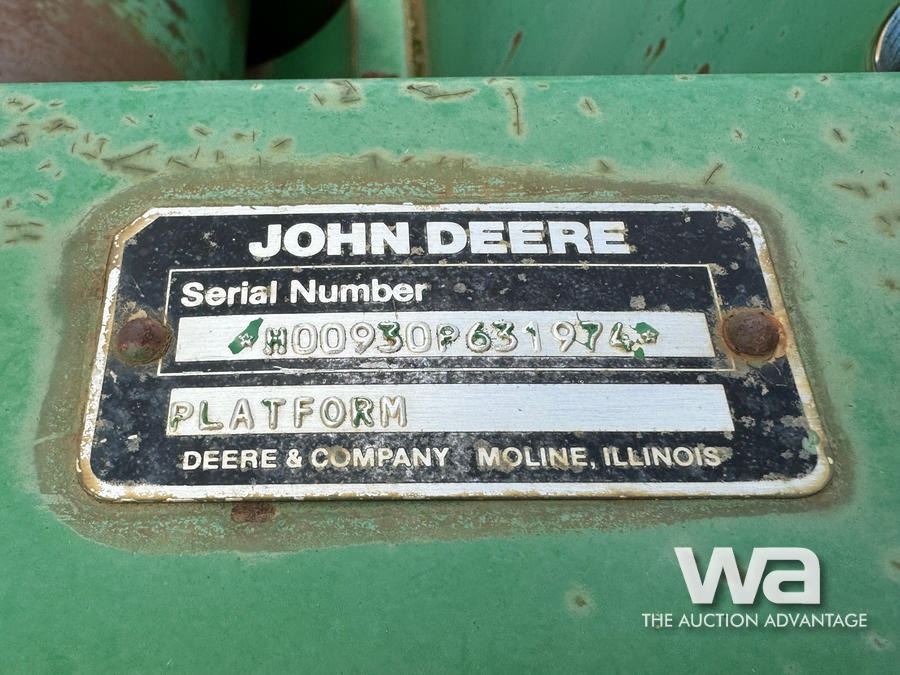 JOHN DEERE
Serial Number
H00930P631974
PLATFORM
DEERE & COMPANY MOLINE, ILLINOIS
wa
THE AUCTION ADVANTAGE